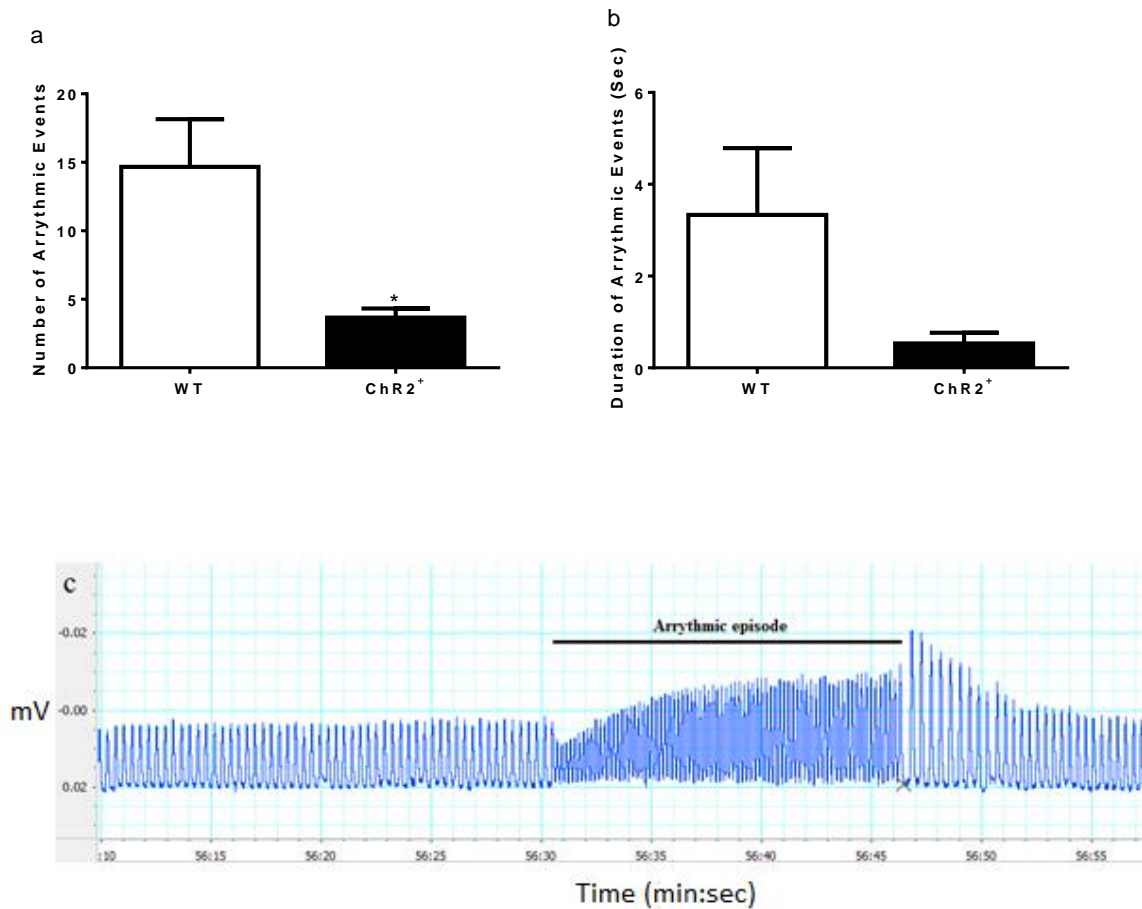 a
Number of Arrythmic Events
20
15
10
5
0
*
WT
ChR2+
b
Duration of Arrythmic Events (Sec)
6
4
2
0
WT
ChR2+
c
Arrythmic episode
mV
-0.02
-0.00
0.02
:10 56:15 56:20 56:25 56:30 56:35 56:40 56:45 56:50 56:55
Time (min:sec)